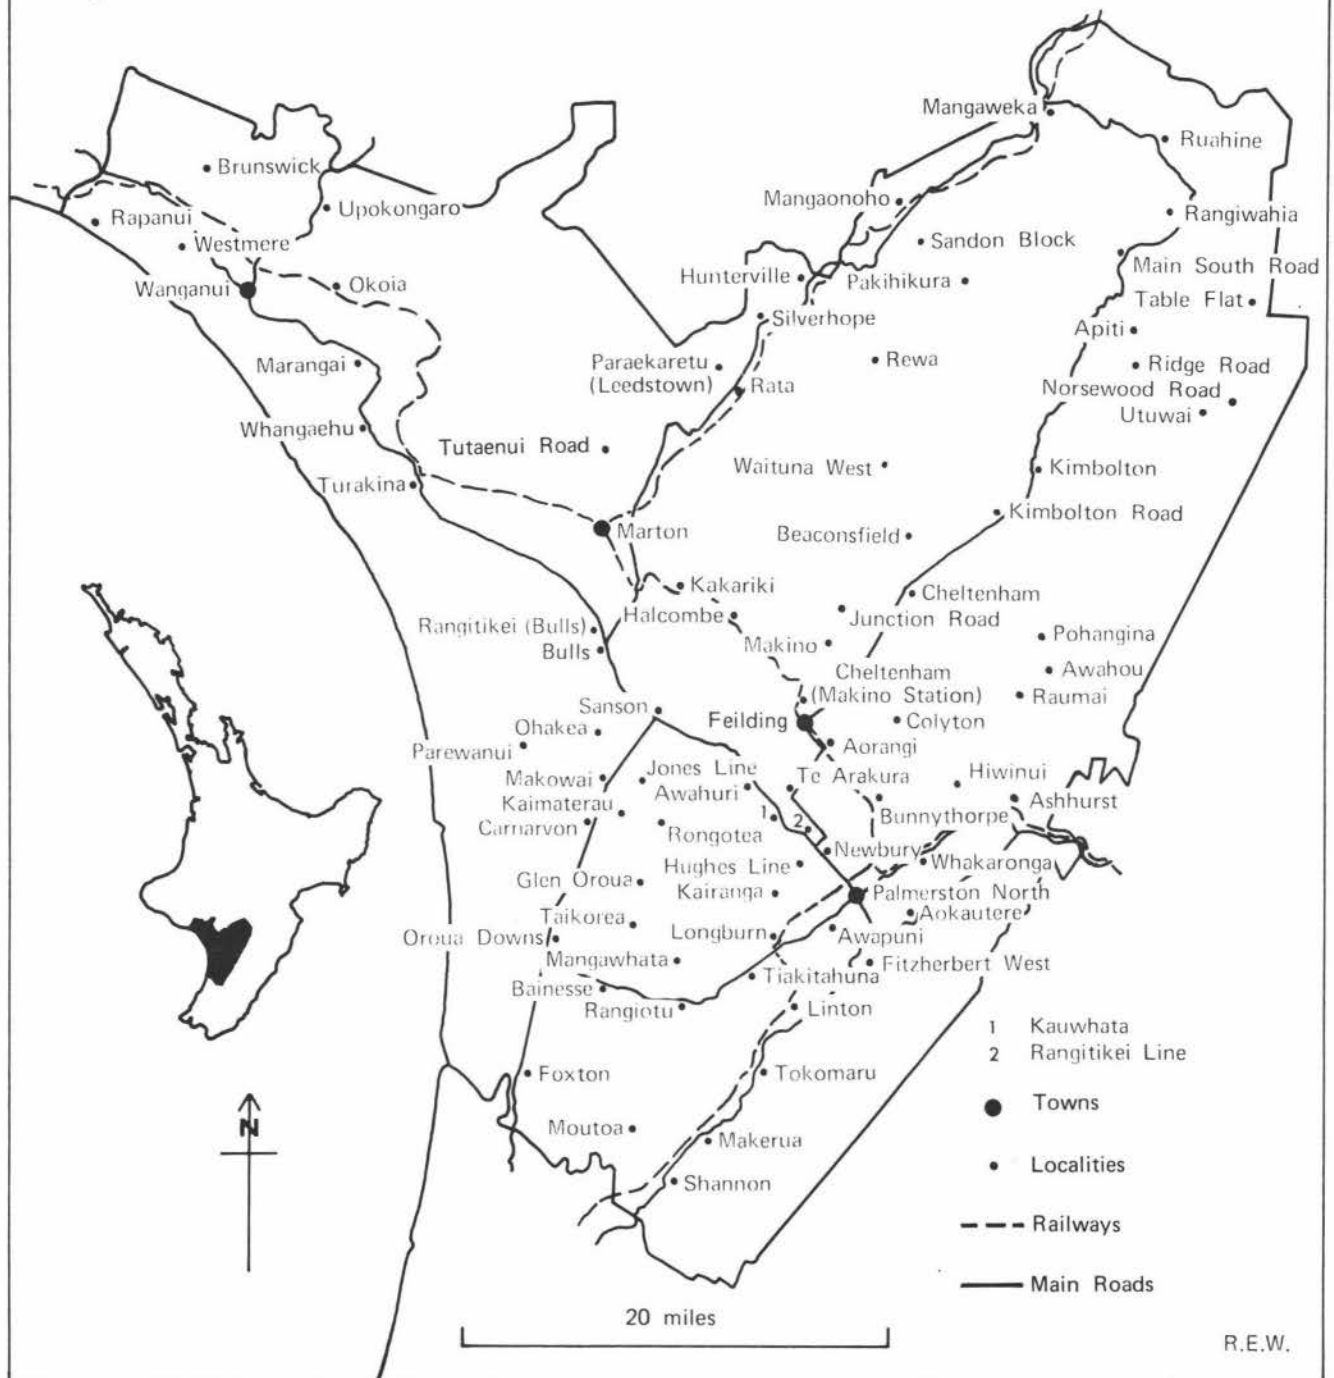 Mangaweka
Ruahine
Brunswick
Mangaonoho
Rangiwahia
Rapanui
Upokongaro
Sandon Block
Westmere
Main South Road
Hunterville
Pakihikura
Wanganui
Okoia
Table Flat
Silverhope
Apiti
Marangai
Paraekaretu
(Leedstown)
Rewa
Ridge Road
Rata
Norsewood Road
Utuwai
Whangaehu
Tutaenui Road
Waituna West
Kimbolton
Turakina
Kimbolton Road
Marton
Beaconsfield
Kakariki
Cheltenham
Halcombe
Junction Road
Rangitikei (Bulls)
Pohangina
Bulls
Makino
Cheltenham
(Makino Station)
Awahou
Raumai
Sanson
Feilding
Colyton
Ohakea
Aorangi
Parewanui
Makowai
Jones Line
Te Arakura
Hiwinui
Awahuri
Kaimaterau
Ashhurst
1
2
Bunnythorpe
Carnarvon
Rongotea
Newbury
Hughes Line
Whakaronga
Glen Oroua
Kairanga
Palmerston North
Aokautere
Taikorea
Longburn
Awapuni
Oroua Downs
Mangawhata
Fitzherbert West
Tiakitahuna
Bainesse
Rangiotu
Linton
1 Kauwhata
2 Rangitikei Line
Foxton
Tokomaru
Towns
Moutoa
Makerua
Localities
Shannon
Railways
Main Roads
N
20 miles
R.E.W.